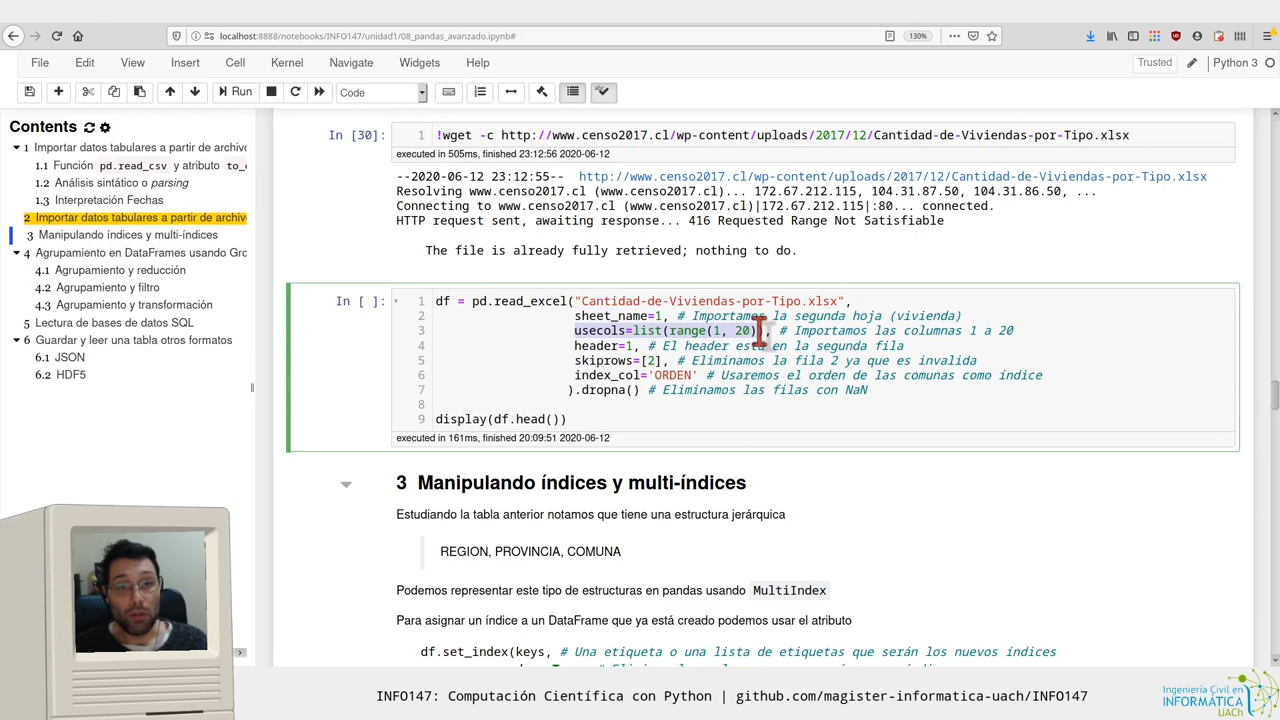 localhost:8888/notebooks/INFO147/unidad1/08_pandas_avanzado.ipynb#
130%
File Edit View Insert Cell Kernel Navigate Widgets Help
Trusted
Python 3
Run
Code
Contents
1 Importar datos tabulares a partir de archivo
1.1 Función pd.read_csv y atributo to_
1.2 Análisis sintático o parsing
1.3 Interpretación Fechas
2 Importar datos tabulares a partir de archivo
3 Manipulando índices y multi-índices
4 Agrupamiento en DataFrames usando Gro
4.1 Agrupamiento y reducción
4.2 Agrupamiento y filtro
4.3 Agrupamiento y transformación
5 Lectura de bases de datos SQL
6 Guardar y leer una tabla otros formatos
6.1 JSON
6.2 HDF5
In [30]:
1 !wget -c http://www.censo2017.cl/wp-content/uploads/2017/12/Cantidad-de-Viviendas-por-Tipo.xlsx
executed in 505ms, finished 23:12:56 2020-06-12
--2020-06-12 23:12:55-- http://www.censo2017.cl/wp-content/uploads/2017/12/Cantidad-de-Viviendas-por-Tipo.xlsx
Resolving www.censo2017.cl (www.censo2017.cl)... 172.67.212.115, 104.31.87.50, 104.31.86.50, ...
Connecting to www.censo2017.cl (www.censo2017.cl)|172.67.212.115|:80... connected.
HTTP request sent, awaiting response... 416 Requested Range Not Satisfiable
The file is already fully retrieved; nothing to do.
In [ ]:
1 df = pd.read_excel("Cantidad-de-Viviendas-por-Tipo.xlsx",
2 sheet_name=1, # Importamos la segunda hoja (vivienda)
3 usecols=list(range(1, 20)), # Importamos las columnas 1 a 20
4 header=1, # El header está en la segunda fila
5 skiprows=[2], # Eliminamos la fila 2 ya que es invalida
6 index_col='ORDEN' # Usaremos el orden de las comunas como índice
7 ).dropna() # Eliminamos las filas con NaN
8
9 display(df.head())
executed in 161ms, finished 20:09:51 2020-06-12
3 Manipulando índices y multi-índices
Estudiando la tabla anterior notamos que tiene una estructura jerárquica
REGION, PROVINCIA, COMUNA
Podemos representar este tipo de estructuras en pandas usando MultiIndex
Para asignar un índice a un DataFrame que ya está creado podemos usar el atributo
df.set_index(keys, # Una etiqueta o una lista de etiquetas que serán los nuevos índices
INFO147: Computación Científica con Python | github.com/magister-informatica-uach/INFO147
Ingeniería Civil en
INFORMÁTICA
UACh